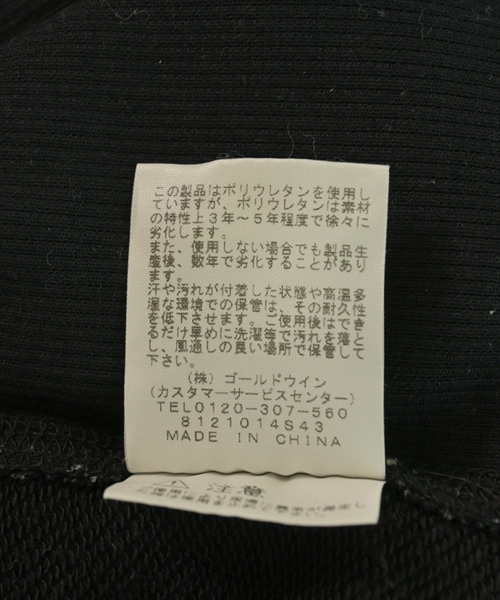 この製品はポリウレタンを使用し
ていますが、ポリウレタンは素材
の特性上3年～5年程度で徐々に
劣化します。
また、使用しない場合でも製品生
産後、数年で劣化することがあり
ます。
汗や汚れが付着した状態や高温多
湿な環境での保管は、その耐久性
を低下させます。ご使用後はでき
るだけ早めに洗濯等で汚れを落と
し、風通しの良い場所で保管して
下さい。
(株) ゴールドウイン
(カスタマーサービスセンター)
TEL0120-307-560
8121014S43
MADE IN CHINA
注意